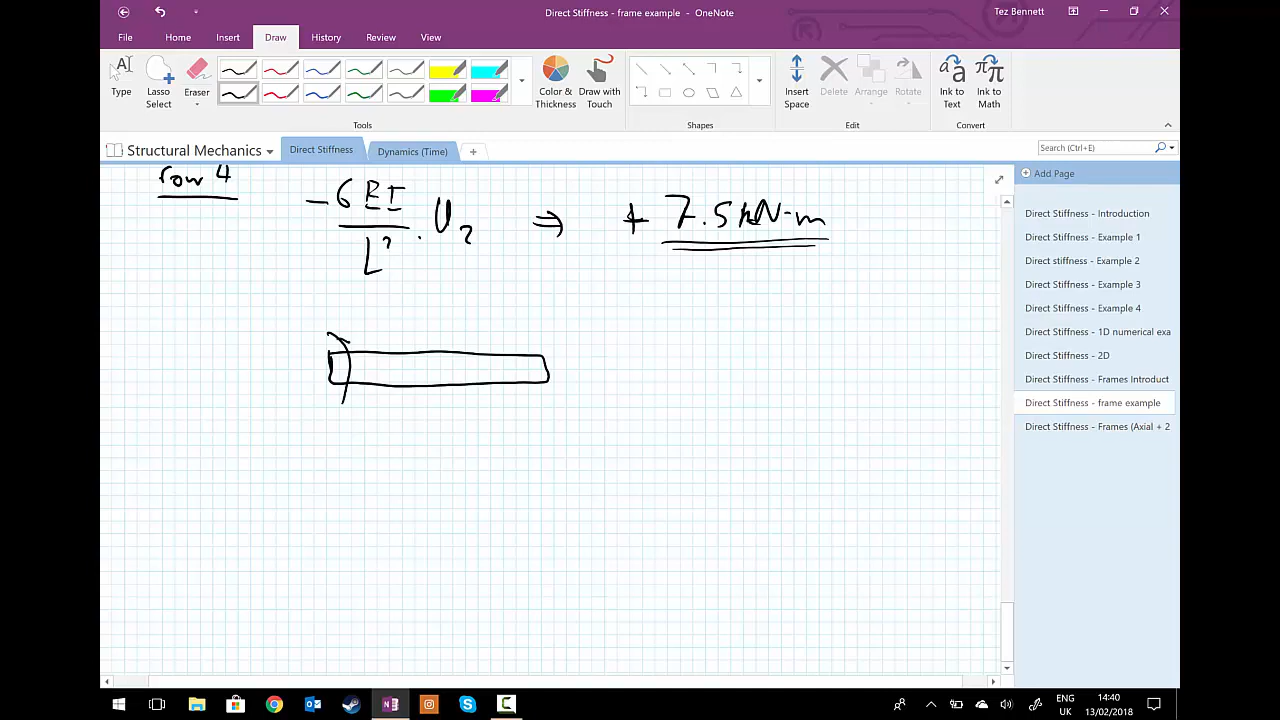 Direct Stiffness - frame example - OneNote
Tez Bennett
File Home Insert Draw History Review View
Type
Lasso Select
Eraser
Color & Thickness
Draw with Touch
Insert Space
Delete
Arrange
Rotate
Ink to Text
Ink to Math
Tools
Shapes
Edit
Convert
Structural Mechanics
Direct Stiffness
Dynamics (Time)
Search (Ctrl+E)
Add Page
Direct Stiffness - Introduction
Direct Stiffness - Example 1
Direct stiffness - Example 2
Direct Stiffness - Example 3
Direct Stiffness - Example 4
Direct Stiffness - 1D numerical exa
Direct Stiffness - 2D
Direct Stiffness - Frames Introduct
Direct Stiffness - frame example
Direct Stiffness - Frames (Axial + 2
row 4
-6EI/L² . U₂ ⇒ + 7.5kN·m
ENG
UK
14:40
13/02/2018